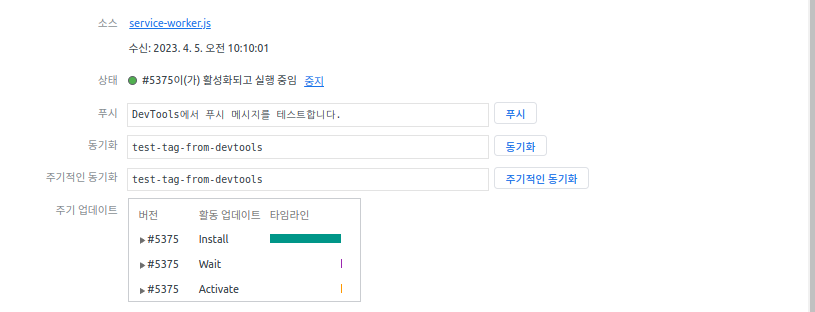 소스 service-worker.js
수신: 2023. 4. 5. 오전 10:10:01
상태 #5375이(가) 활성화되고 실행 중임 중지
푸시 DevTools에서 푸시 메시지를 테스트합니다. 푸시
동기화 test-tag-from-devtools 동기화
주기적인 동기화 test-tag-from-devtools 주기적인 동기화
주기 업데이트 버전 활동 업데이트 타임라인
▶#5375 Install
▶#5375 Wait
▶#5375 Activate